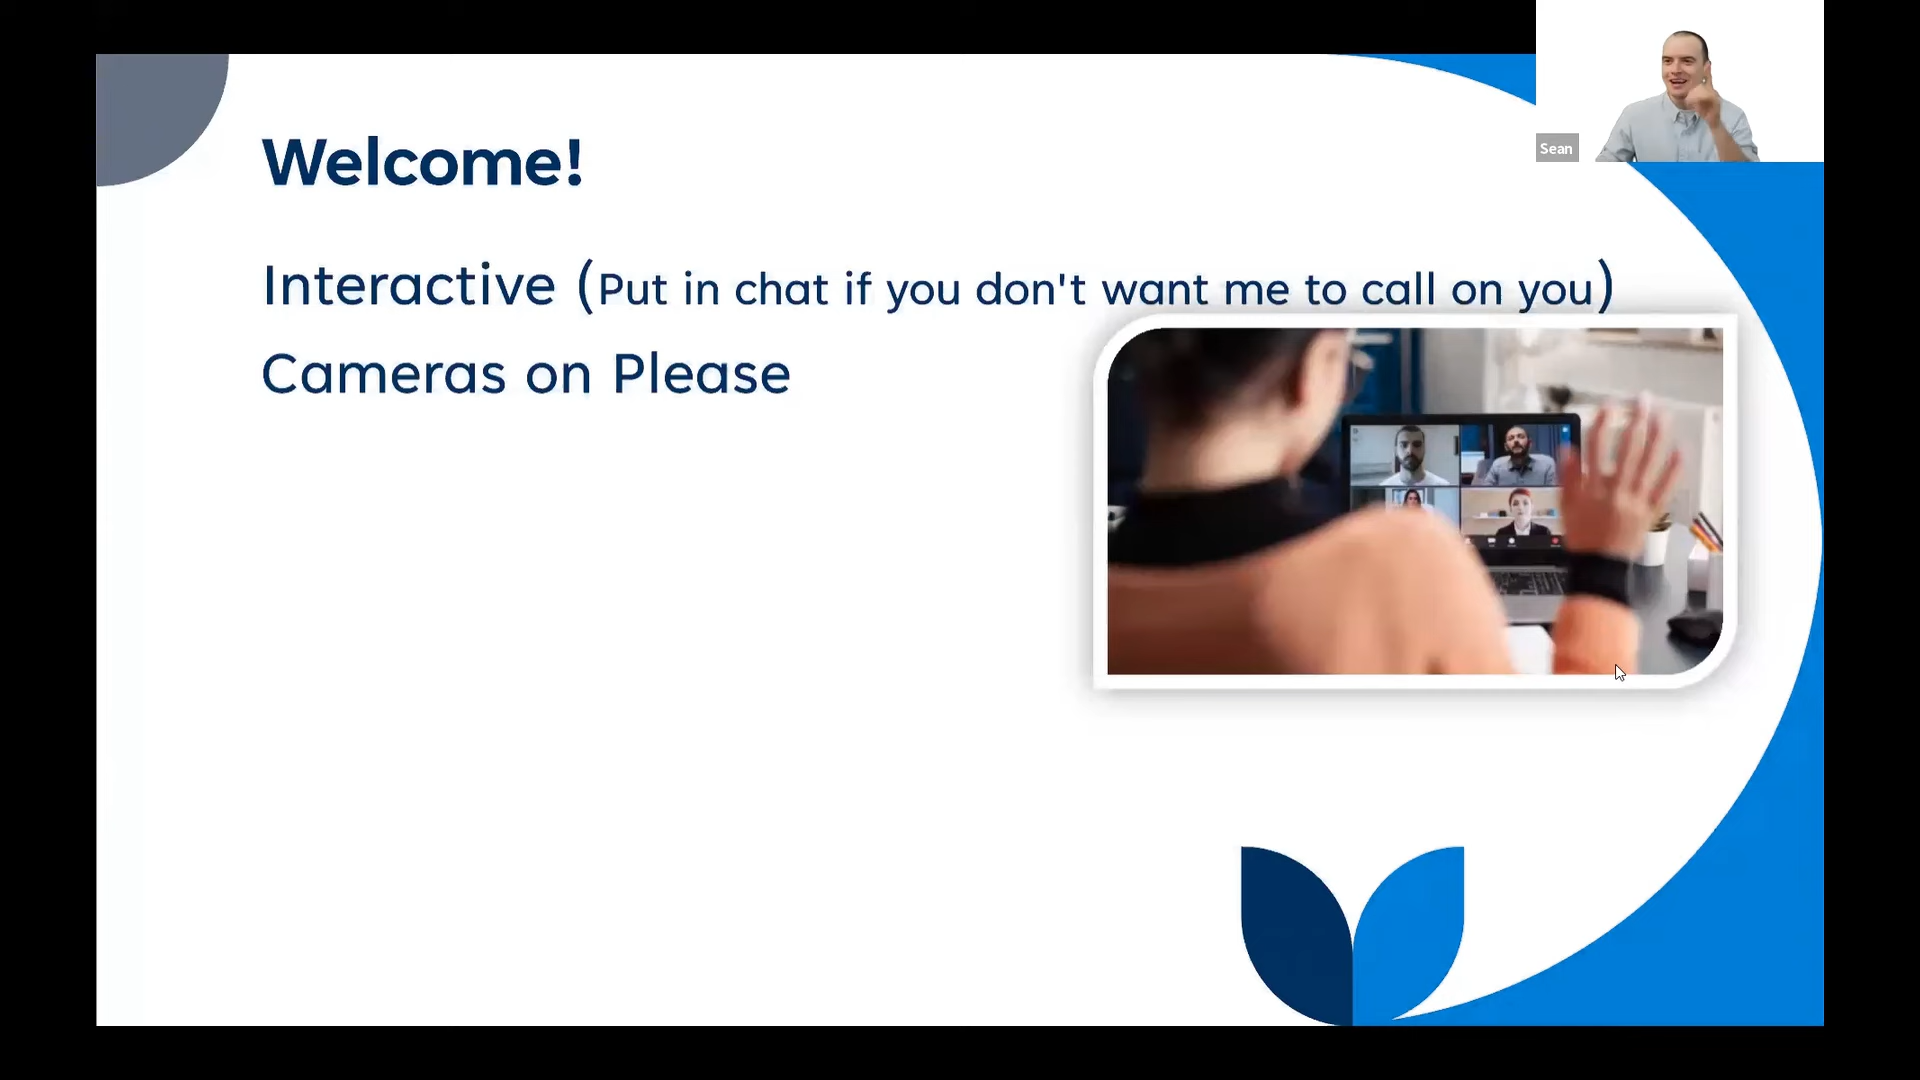 Sean
Welcome!
Interactive (Put in chat if you don't want me to call on you)
Cameras on Please